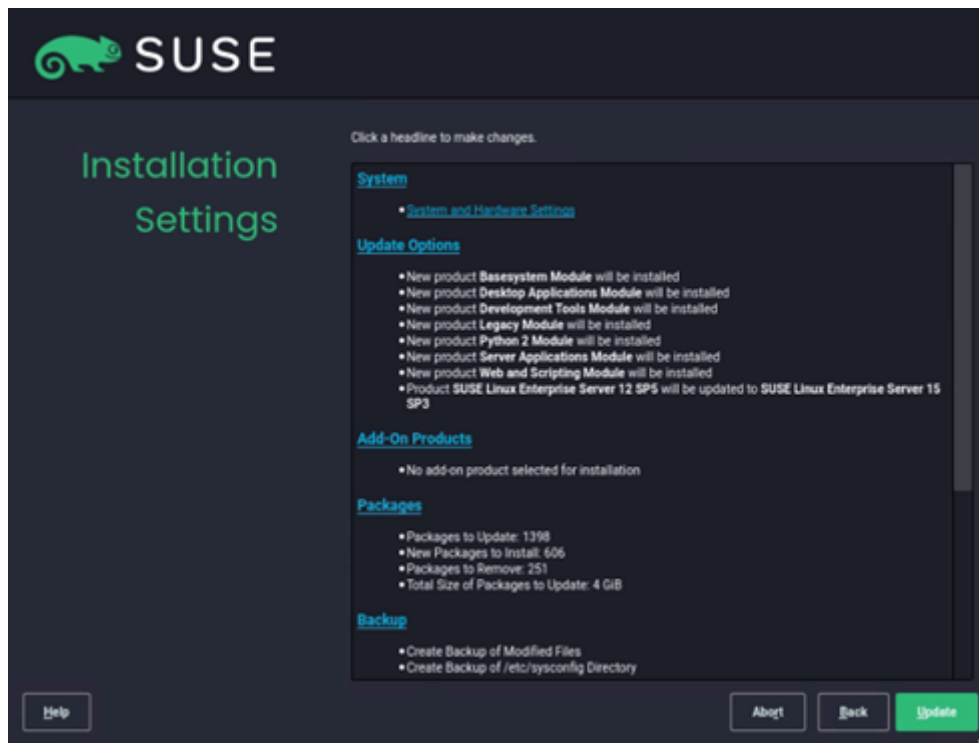 SUSE
Installation
Settings
Click a headline to make changes.
System
• System and Hardware Settings
Update Options
• New product Basesystem Module will be installed
• New product Desktop Applications Module will be installed
• New product Development Tools Module will be installed
• New product Legacy Module will be installed
• New product Python 2 Module will be installed
• New product Server Applications Module will be installed
• New product Web and Scripting Module will be installed
• Product SUSE Linux Enterprise Server 12 SP5 will be updated to SUSE Linux Enterprise Server 15
SP3
Add-On Products
• No add-on product selected for installation
Packages
• Packages to Update: 1398
• New Packages to Install: 606
• Packages to Remove: 251
• Total Size of Packages to Update: 4 GiB
Backup
• Create Backup of Modified Files
• Create Backup of /etc/sysconfig Directory
Help
Abort
Back
Update